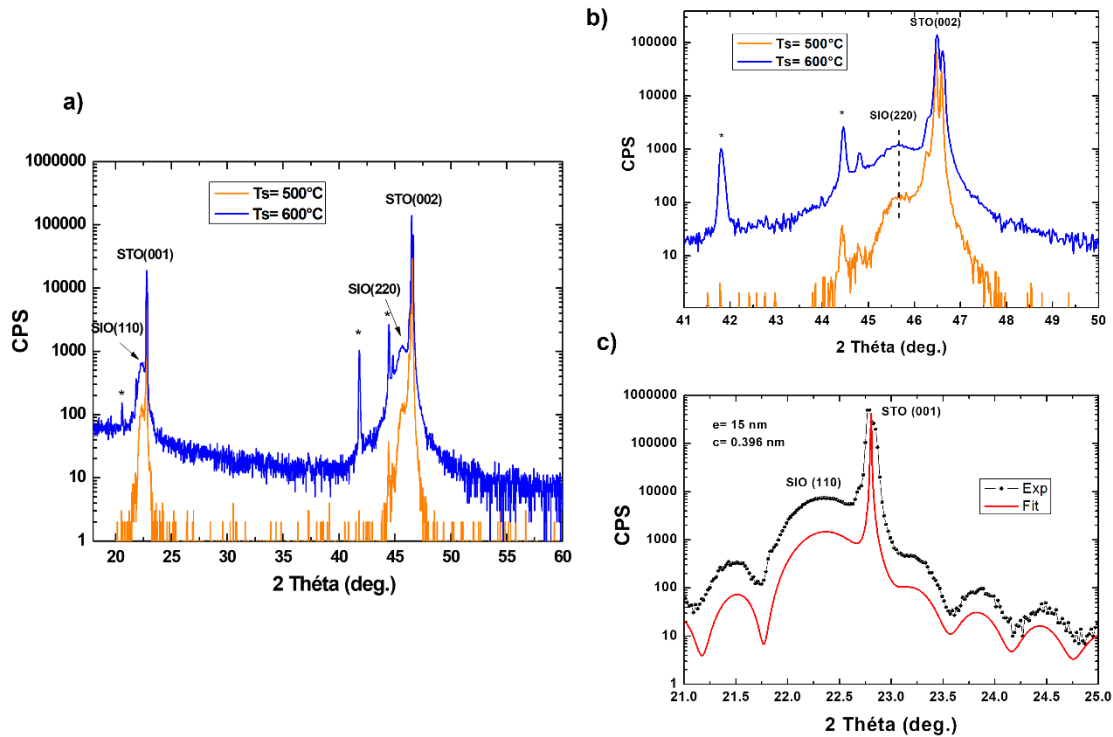 a)
CPS
1000000
100000
10000
1000
100
10
1
Ts= 500°C
Ts= 600°C
STO(001)
SIO(110)
*
STO(002)
SIO(220)
*
*
20 25 30 35 40 45 50 55 60
2 Théta (deg.)
b)
CPS
100000
10000
1000
100
10
Ts= 500°C
Ts= 600°C
STO(002)
SIO(220)
*
*
41 42 43 44 45 46 47 48 49 50
2 Théta (deg.)
c)
CPS
1000000
100000
10000
1000
100
10
1
e= 15 nm
c= 0.396 nm
STO (001)
SIO (110)
Exp
Fit
21.0 21.5 22.0 22.5 23.0 23.5 24.0 24.5 25.0
2 Théta (deg.)